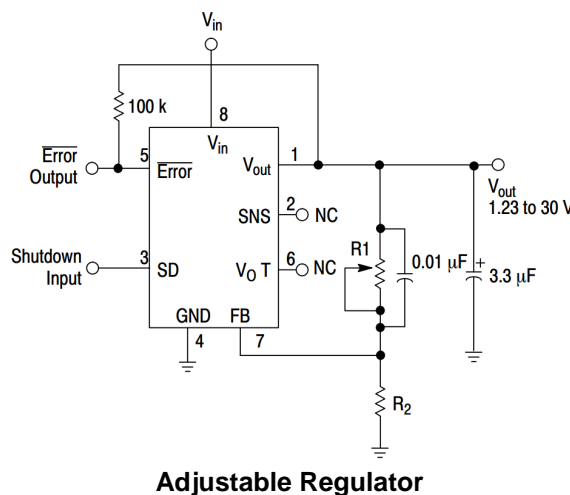 Vin
100 k
8
Vin
Error
Output
5
Error
Vout
1
Vout
1.23 to 30 V
SNS
2
NC
Shutdown
Input
3
SD
VO T
6
NC
R1
0.01 µF
+
3.3 µF
GND
FB
4
7
R2
Adjustable Regulator